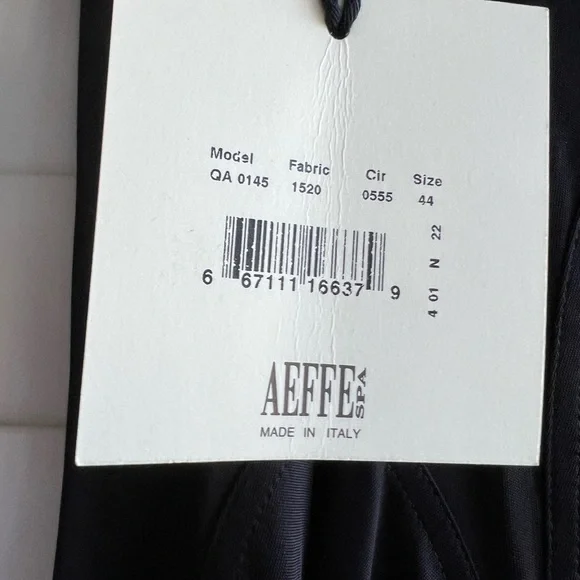 Model Fabric Cir Size
QA 0145 1520 0555 44
4 01 N 22
6 67111 16637 9
AEFFE SPA
MADE IN ITALY